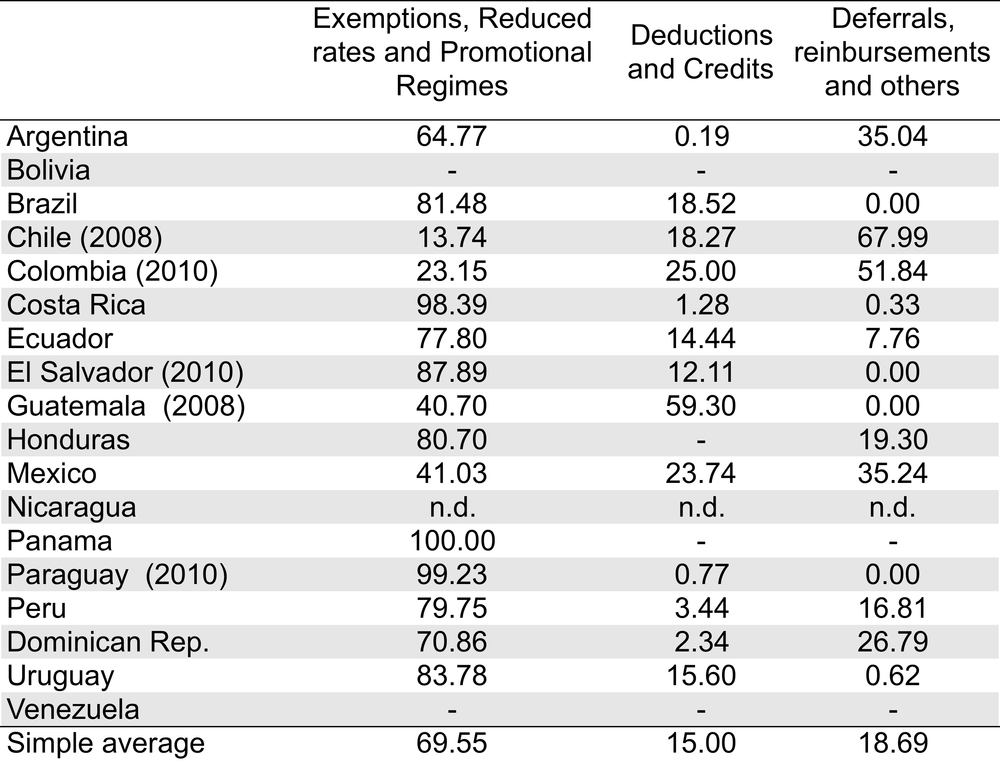 Exemptions, Reduced rates and Promotional Regimes Deductions and Credits Deferrals, reinbursements and others
Argentina 64.77 0.19 35.04
Bolivia - - -
Brazil 81.48 18.52 0.00
Chile (2008) 13.74 18.27 67.99
Colombia (2010) 23.15 25.00 51.84
Costa Rica 98.39 1.28 0.33
Ecuador 77.80 14.44 7.76
El Salvador (2010) 87.89 12.11 0.00
Guatemala (2008) 40.70 59.30 0.00
Honduras 80.70 - 19.30
Mexico 41.03 23.74 35.24
Nicaragua n.d. n.d. n.d.
Panama 100.00 - -
Paraguay (2010) 99.23 0.77 0.00
Peru 79.75 3.44 16.81
Dominican Rep. 70.86 2.34 26.79
Uruguay 83.78 15.60 0.62
Venezuela - - -
Simple average 69.55 15.00 18.69